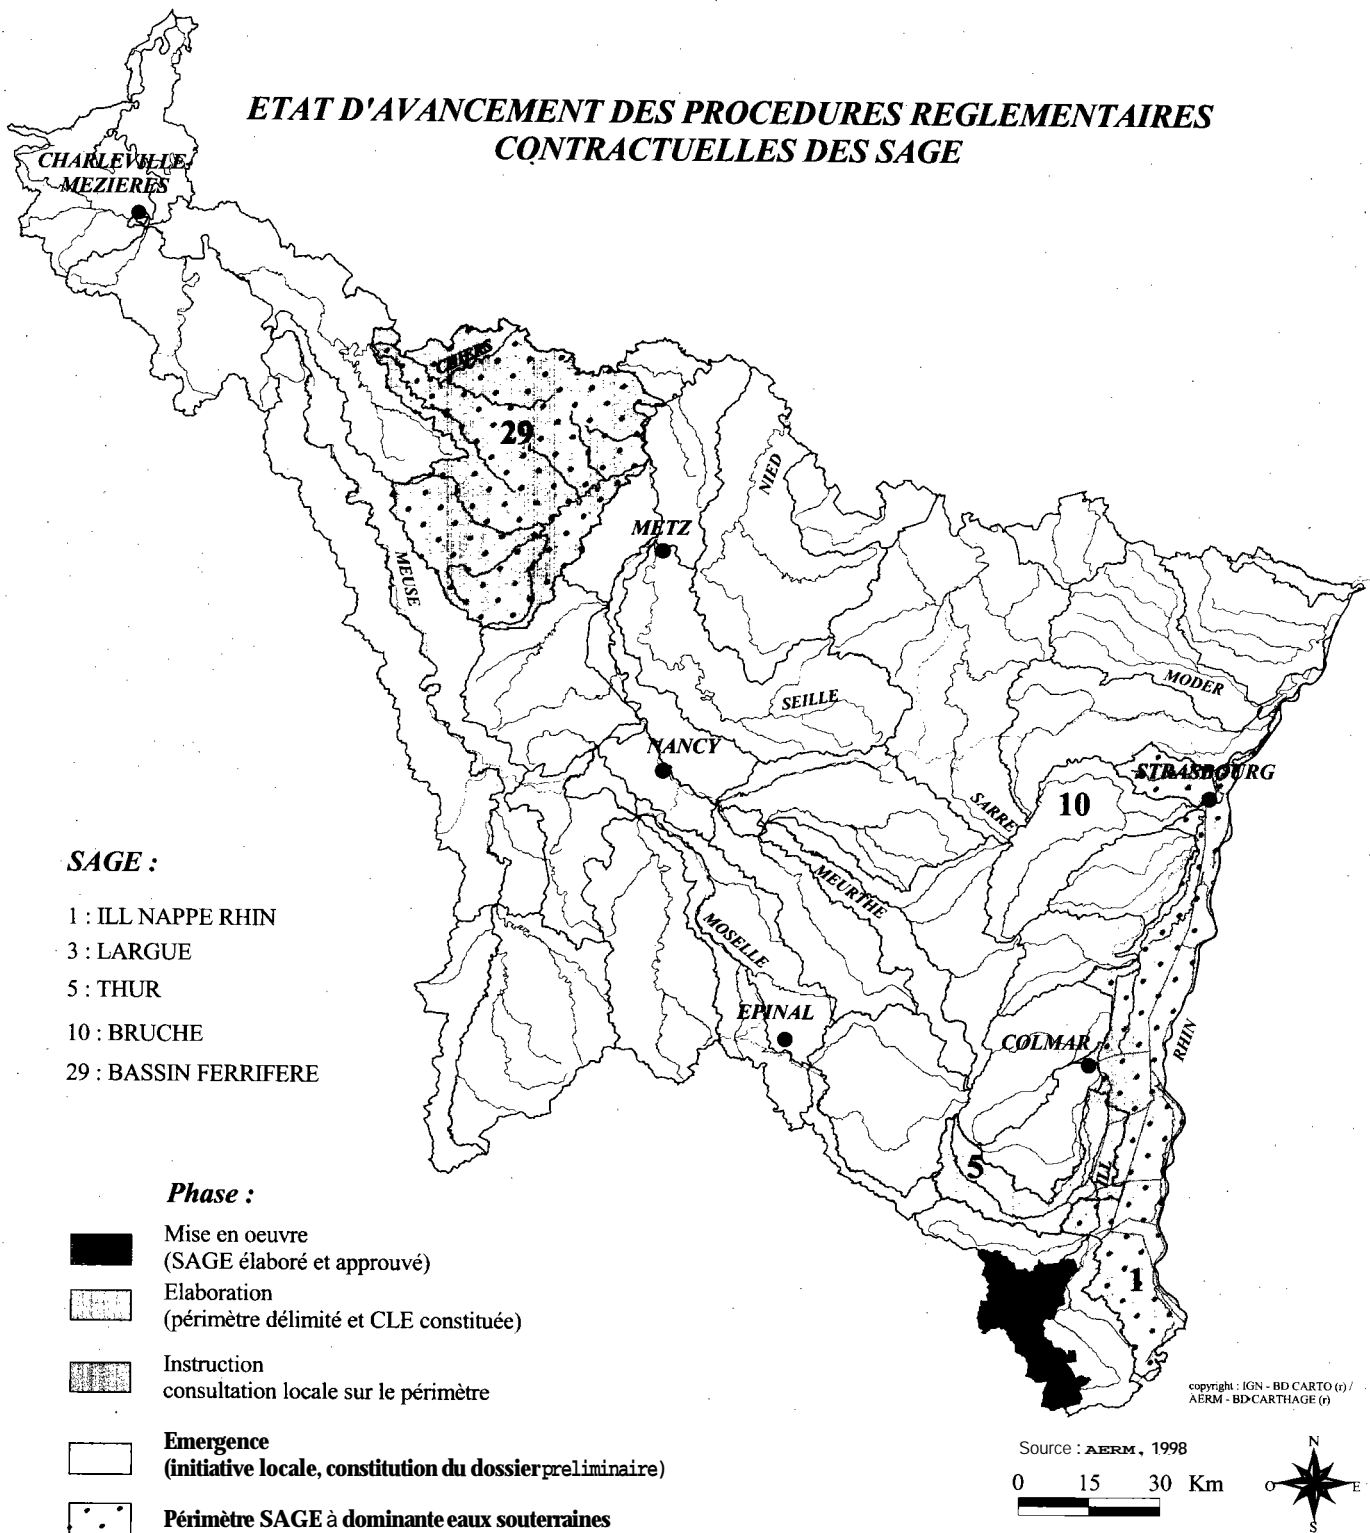 ETAT D'AVANCEMENT DES PROCEDURES REGLEMENTAIRES
CONTRACTUELLES DES SAGE
CHARLEVILLE-
MEZIERES
CHIERS
29
NIED
METZ
MEUSE
SEILLE
MODER
NANCY
STRASBOURG
SARRE
10
MEURTHE
MOSELLE
EPINAL
COLMAR
RHIN
ILL
5
1
SAGE :
1 : ILL NAPPE RHIN
3 : LARGUE
5 : THUR
10 : BRUCHE
29 : BASSIN FERRIFERE
Phase :
Mise en oeuvre
(SAGE élaboré et approuvé)
Elaboration
(périmètre délimité et CLE constituée)
Instruction
consultation locale sur le périmètre
Emergence
(initiative locale, constitution du dossier preliminaire)
Périmètre SAGE à dominante eaux souterraines
copyright : IGN - BD CARTO (r) /
AERM - BD CARTHAGE (r)
Source : AERM, 1998
0 15 30 Km
N
O E
S